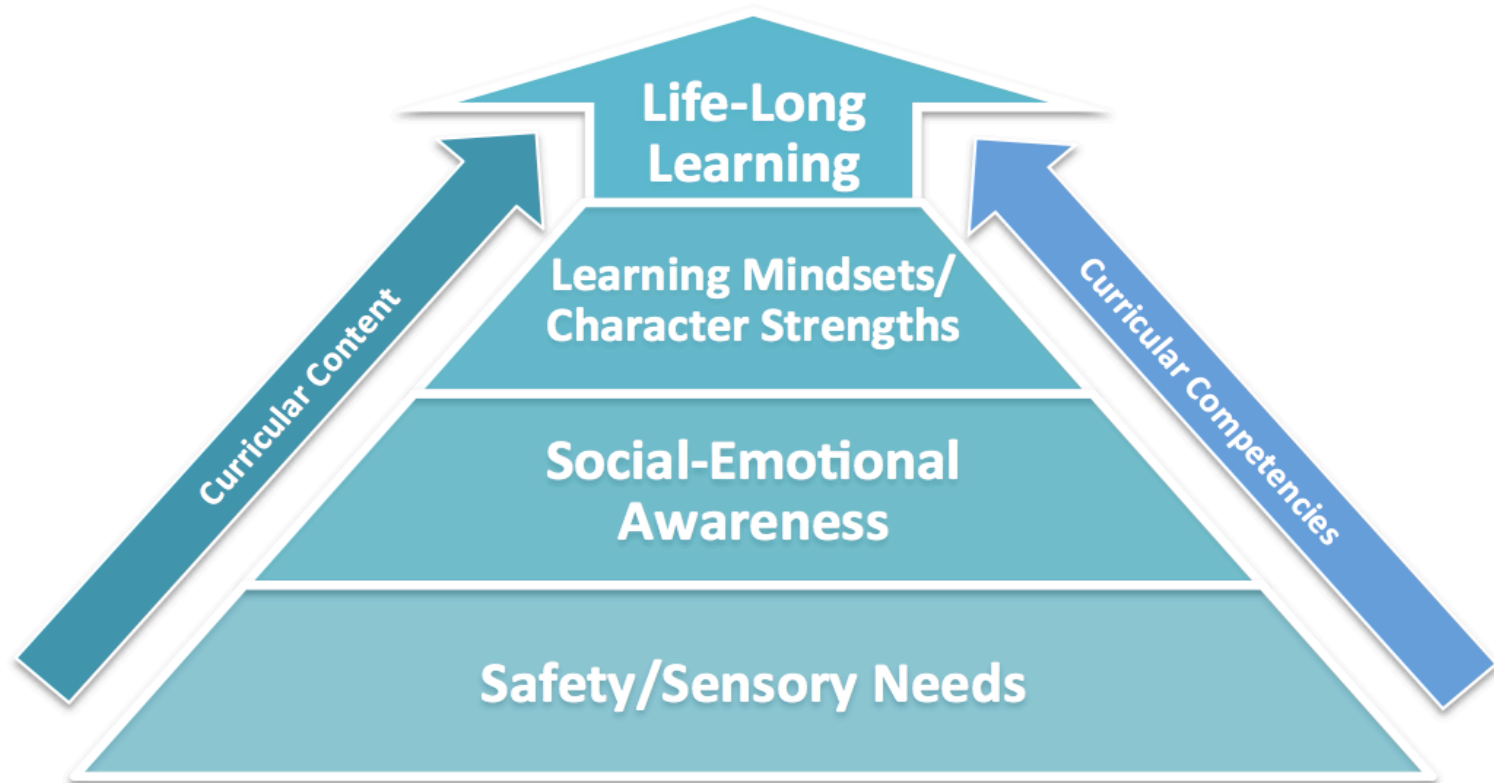 Life-Long
Learning
Learning Mindsets/
Character Strengths
Social-Emotional
Awareness
Safety/Sensory Needs
Curricular Content
Curricular Competencies